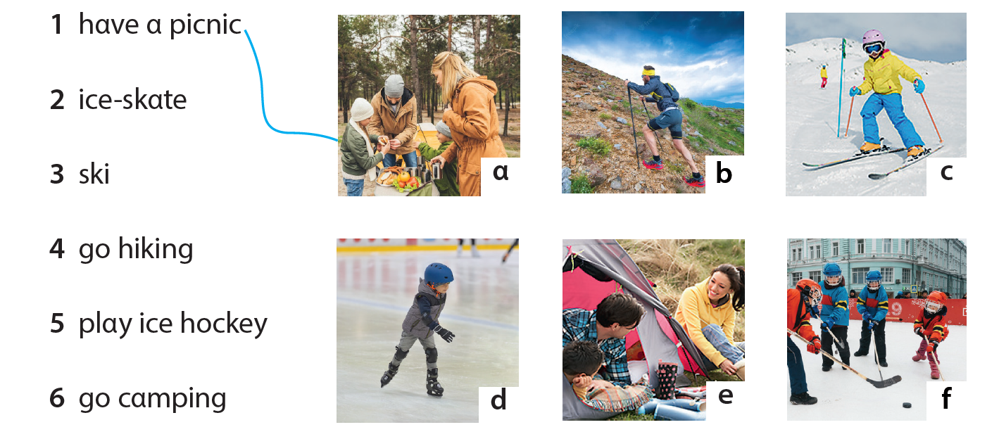 1 have a picnic
2 ice-skate
3 ski
4 go hiking
5 play ice hockey
6 go camping
a
b
c
d
e
f